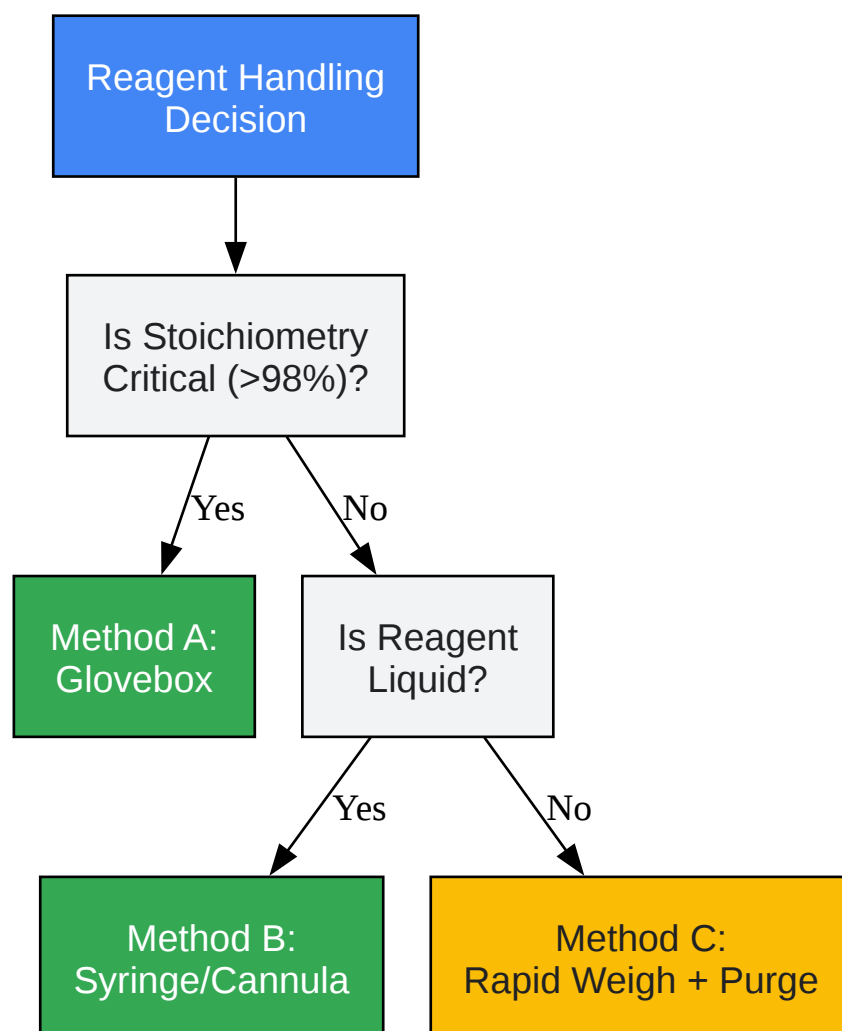 Reagent Handling
Decision
Is Stoichiometry
Critical (>98%)?
Yes
No
Method A:
Glovebox
Is Reagent
Liquid?
Yes
No
Method B:
Syringe/Cannula
Method C:
Rapid Weigh + Purge